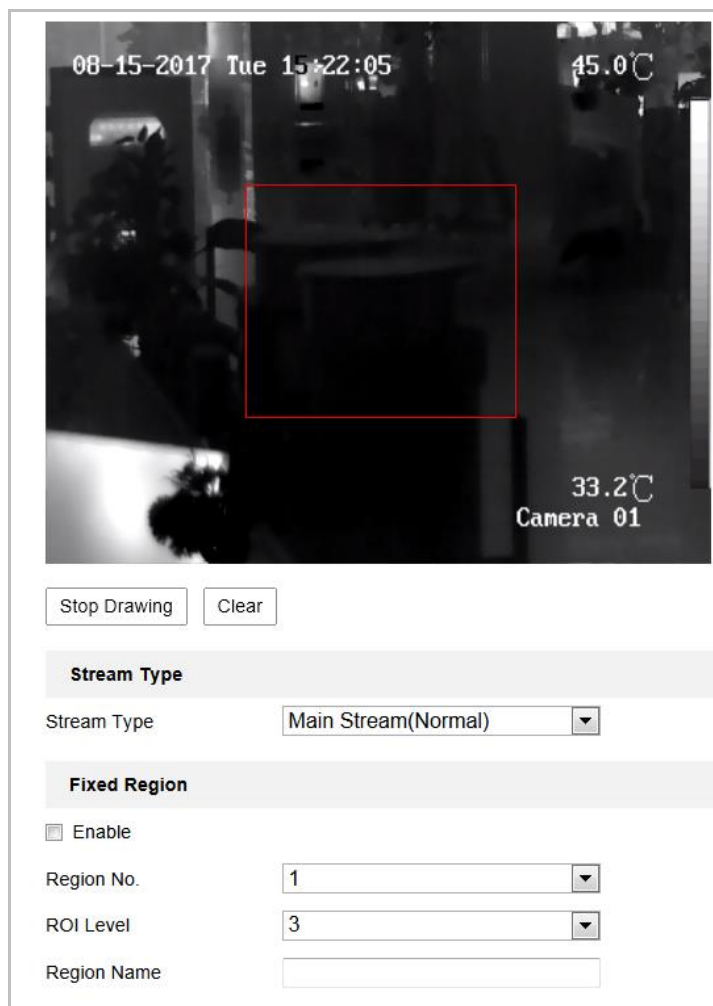 08-15-2017 Tue 15:22:05 45.0℃
33.2℃
Camera 01
Stop Drawing Clear
Stream Type
Stream Type Main Stream(Normal)
Fixed Region
Enable
Region No. 1
ROI Level 3
Region Name